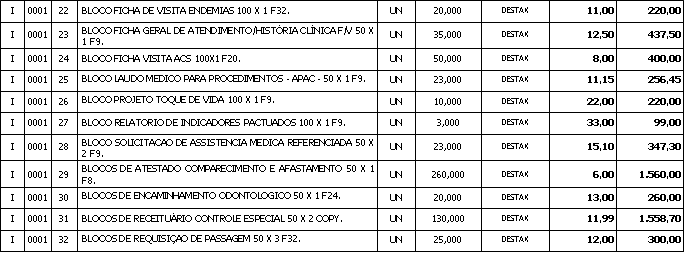 I 0001 22 BLOCO FICHA DE VISITA ENDEMIAS 100 X 1 F32. UN 20,000 DESTAK 11,00 220,00
I 0001 23 BLOCO FICHA GERAL DE ATENDIMENTO/HISTÓRIA CLÍNICA F/V 50 X 1 F9. UN 35,000 DESTAK 12,50 437,50
I 0001 24 BLOCO FICHA VISITA ACS 100X1 F20. UN 50,000 DESTAK 8,00 400,00
I 0001 25 BLOCO LAUDO MEDICO PARA PROCEDIMENTOS - APAC - 50 X 1 F9. UN 23,000 DESTAK 11,15 256,45
I 0001 26 BLOCO PROJETO TOQUE DE VIDA 100 X 1 F9. UN 10,000 DESTAK 22,00 220,00
I 0001 27 BLOCO RELATORIO DE INDICADORES PACTUADOS 100 X 1 F9. UN 3,000 DESTAK 33,00 99,00
I 0001 28 BLOCO SOLICITACAO DE ASSISTENCIA MEDICA REFERENCIADA 50 X 2 F9. UN 23,000 DESTAK 15,10 347,30
I 0001 29 BLOCOS DE ATESTADO COMPARECIMENTO E AFASTAMENTO 50 X 1 F8. UN 260,000 DESTAK 6,00 1.560,00
I 0001 30 BLOCOS DE ENCAMINHAMENTO ODONTOLOGICO 50 X 1 F24. UN 20,000 DESTAK 13,00 260,00
I 0001 31 BLOCOS DE RECEITUÁRIO CONTROLE ESPECIAL 50 X 2 COPY. UN 130,000 DESTAK 11,99 1.558,70
I 0001 32 BLOCOS DE REQUISIÇAO DE PASSAGEM 50 X 3 F32. UN 25,000 DESTAK 12,00 300,00